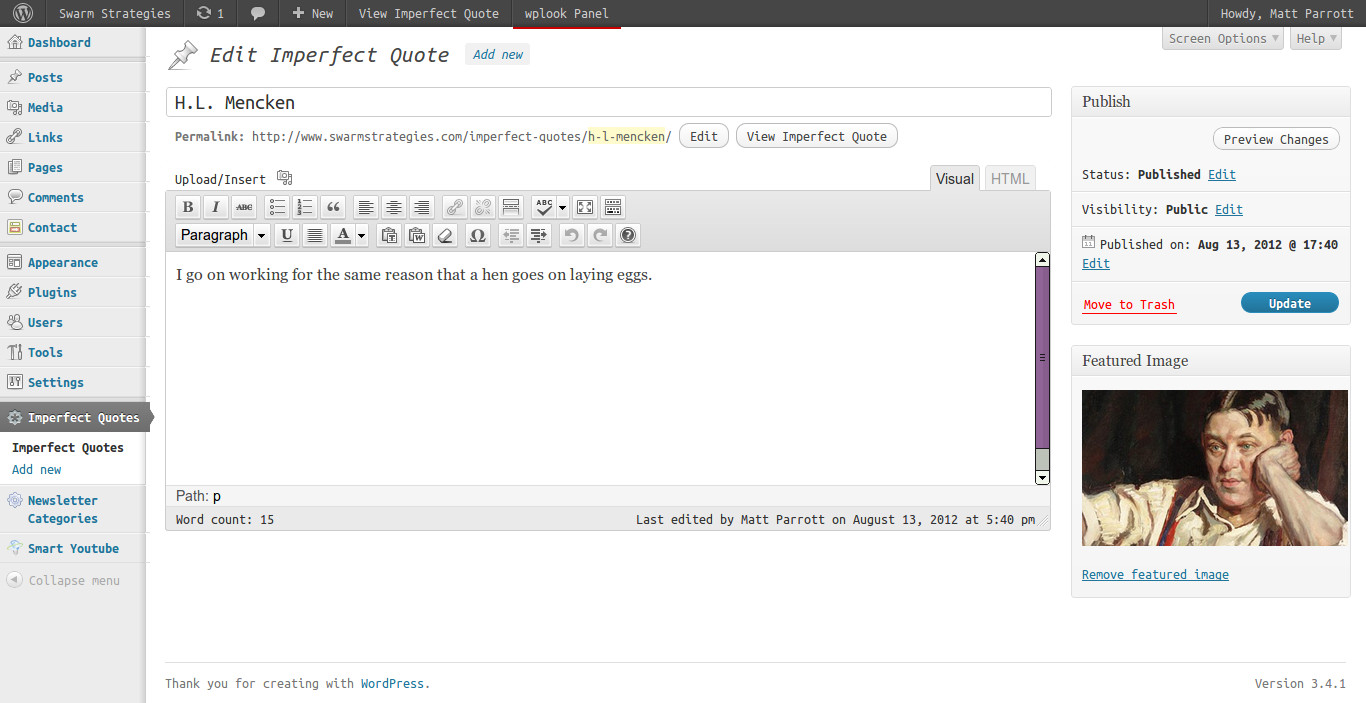 Swarm Strategies 1 New View Imperfect Quote wplook Panel Howdy, Matt Parrott
Screen Options Help
Dashboard
Posts
Media
Links
Pages
Comments
Contact
Appearance
Plugins
Users
Tools
Settings
Imperfect Quotes
Imperfect Quotes
Add new
Newsletter
Categories
Smart Youtube
Collapse menu
Edit Imperfect Quote Add new
H.L. Mencken
Permalink: http://www.swarmstrategies.com/imperfect-quotes/h-l-mencken/ Edit View Imperfect Quote
Upload/Insert Visual HTML
B I ABC ABC
Paragraph U A T W Ω
I go on working for the same reason that a hen goes on laying eggs.
Path: p
Word count: 15 Last edited by Matt Parrott on August 13, 2012 at 5:40 pm
Publish
Preview Changes
Status: Published Edit
Visibility: Public Edit
Published on: Aug 13, 2012 @ 17:40
Edit
Move to Trash Update
Featured Image
Remove featured image
Thank you for creating with WordPress. Version 3.4.1